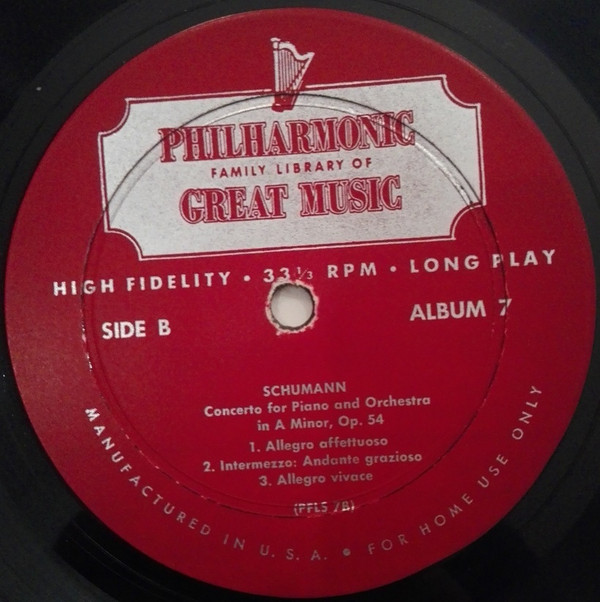 PHILHARMONIC
FAMILY LIBRARY OF
GREAT MUSIC
HIGH FIDELITY • 33 1/3 RPM • LONG PLAY
SIDE B
ALBUM 7
SCHUMANN
Concerto for Piano and Orchestra
in A Minor, Op. 54
1. Allegro affettuoso
2. Intermezzo: Andante grazioso
3. Allegro vivace
(PFLS 7B)
MANUFACTURED IN U. S. A. • FOR HOME USE ONLY